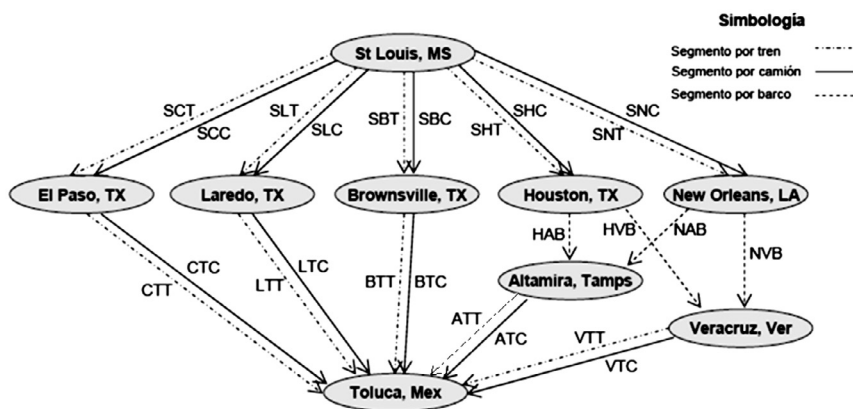 Simbología
St Louis, MS
Segmento por tren
Segmento por camión
Segmento por barco
SCT
SCC
SLT
SLC
SBT
SBC
SHT
SHC
SNC
SNT
El Paso, TX
Laredo, TX
Brownsville, TX
Houston, TX
New Orleans, LA
HAB
HVB
NAB
NVB
CTC
CTT
LTC
LTT
BTT
BTC
Altamira, Tamps
ATT
ATC
Veracruz, Ver
VTT
VTC
Toluca, Mex